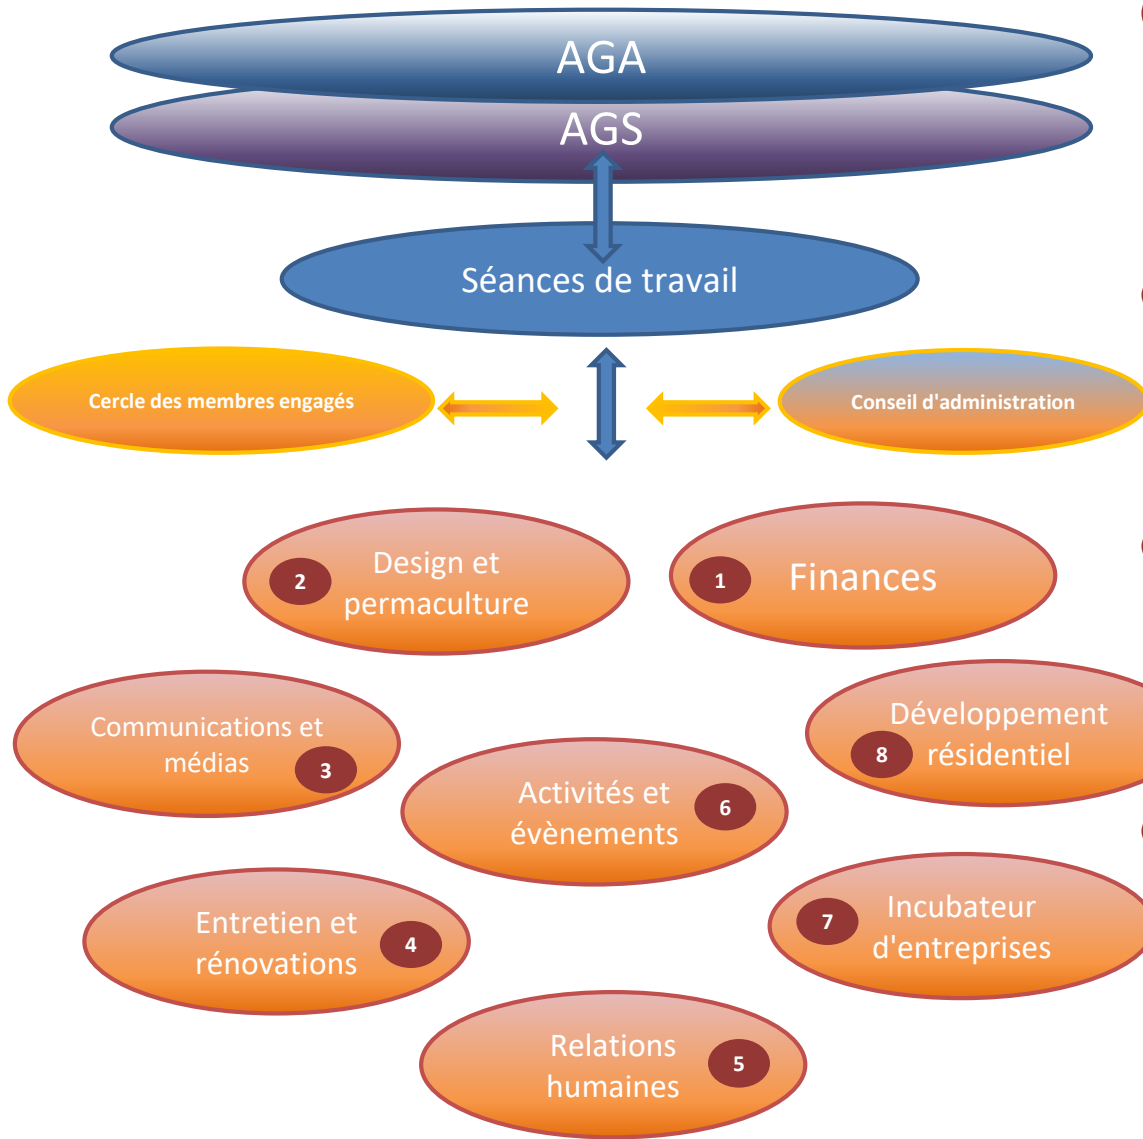 AGA
AGS
Séances de travail
Cercle des membres engagés
Conseil d'administration
2
Design et
permaculture
1
Finances
Communications et
médias
3
Développement
résidentiel
8
Activités et
évènements
6
Entretien et
rénovations
4
7
Incubateur
d'entreprises
Relations
humaines
5